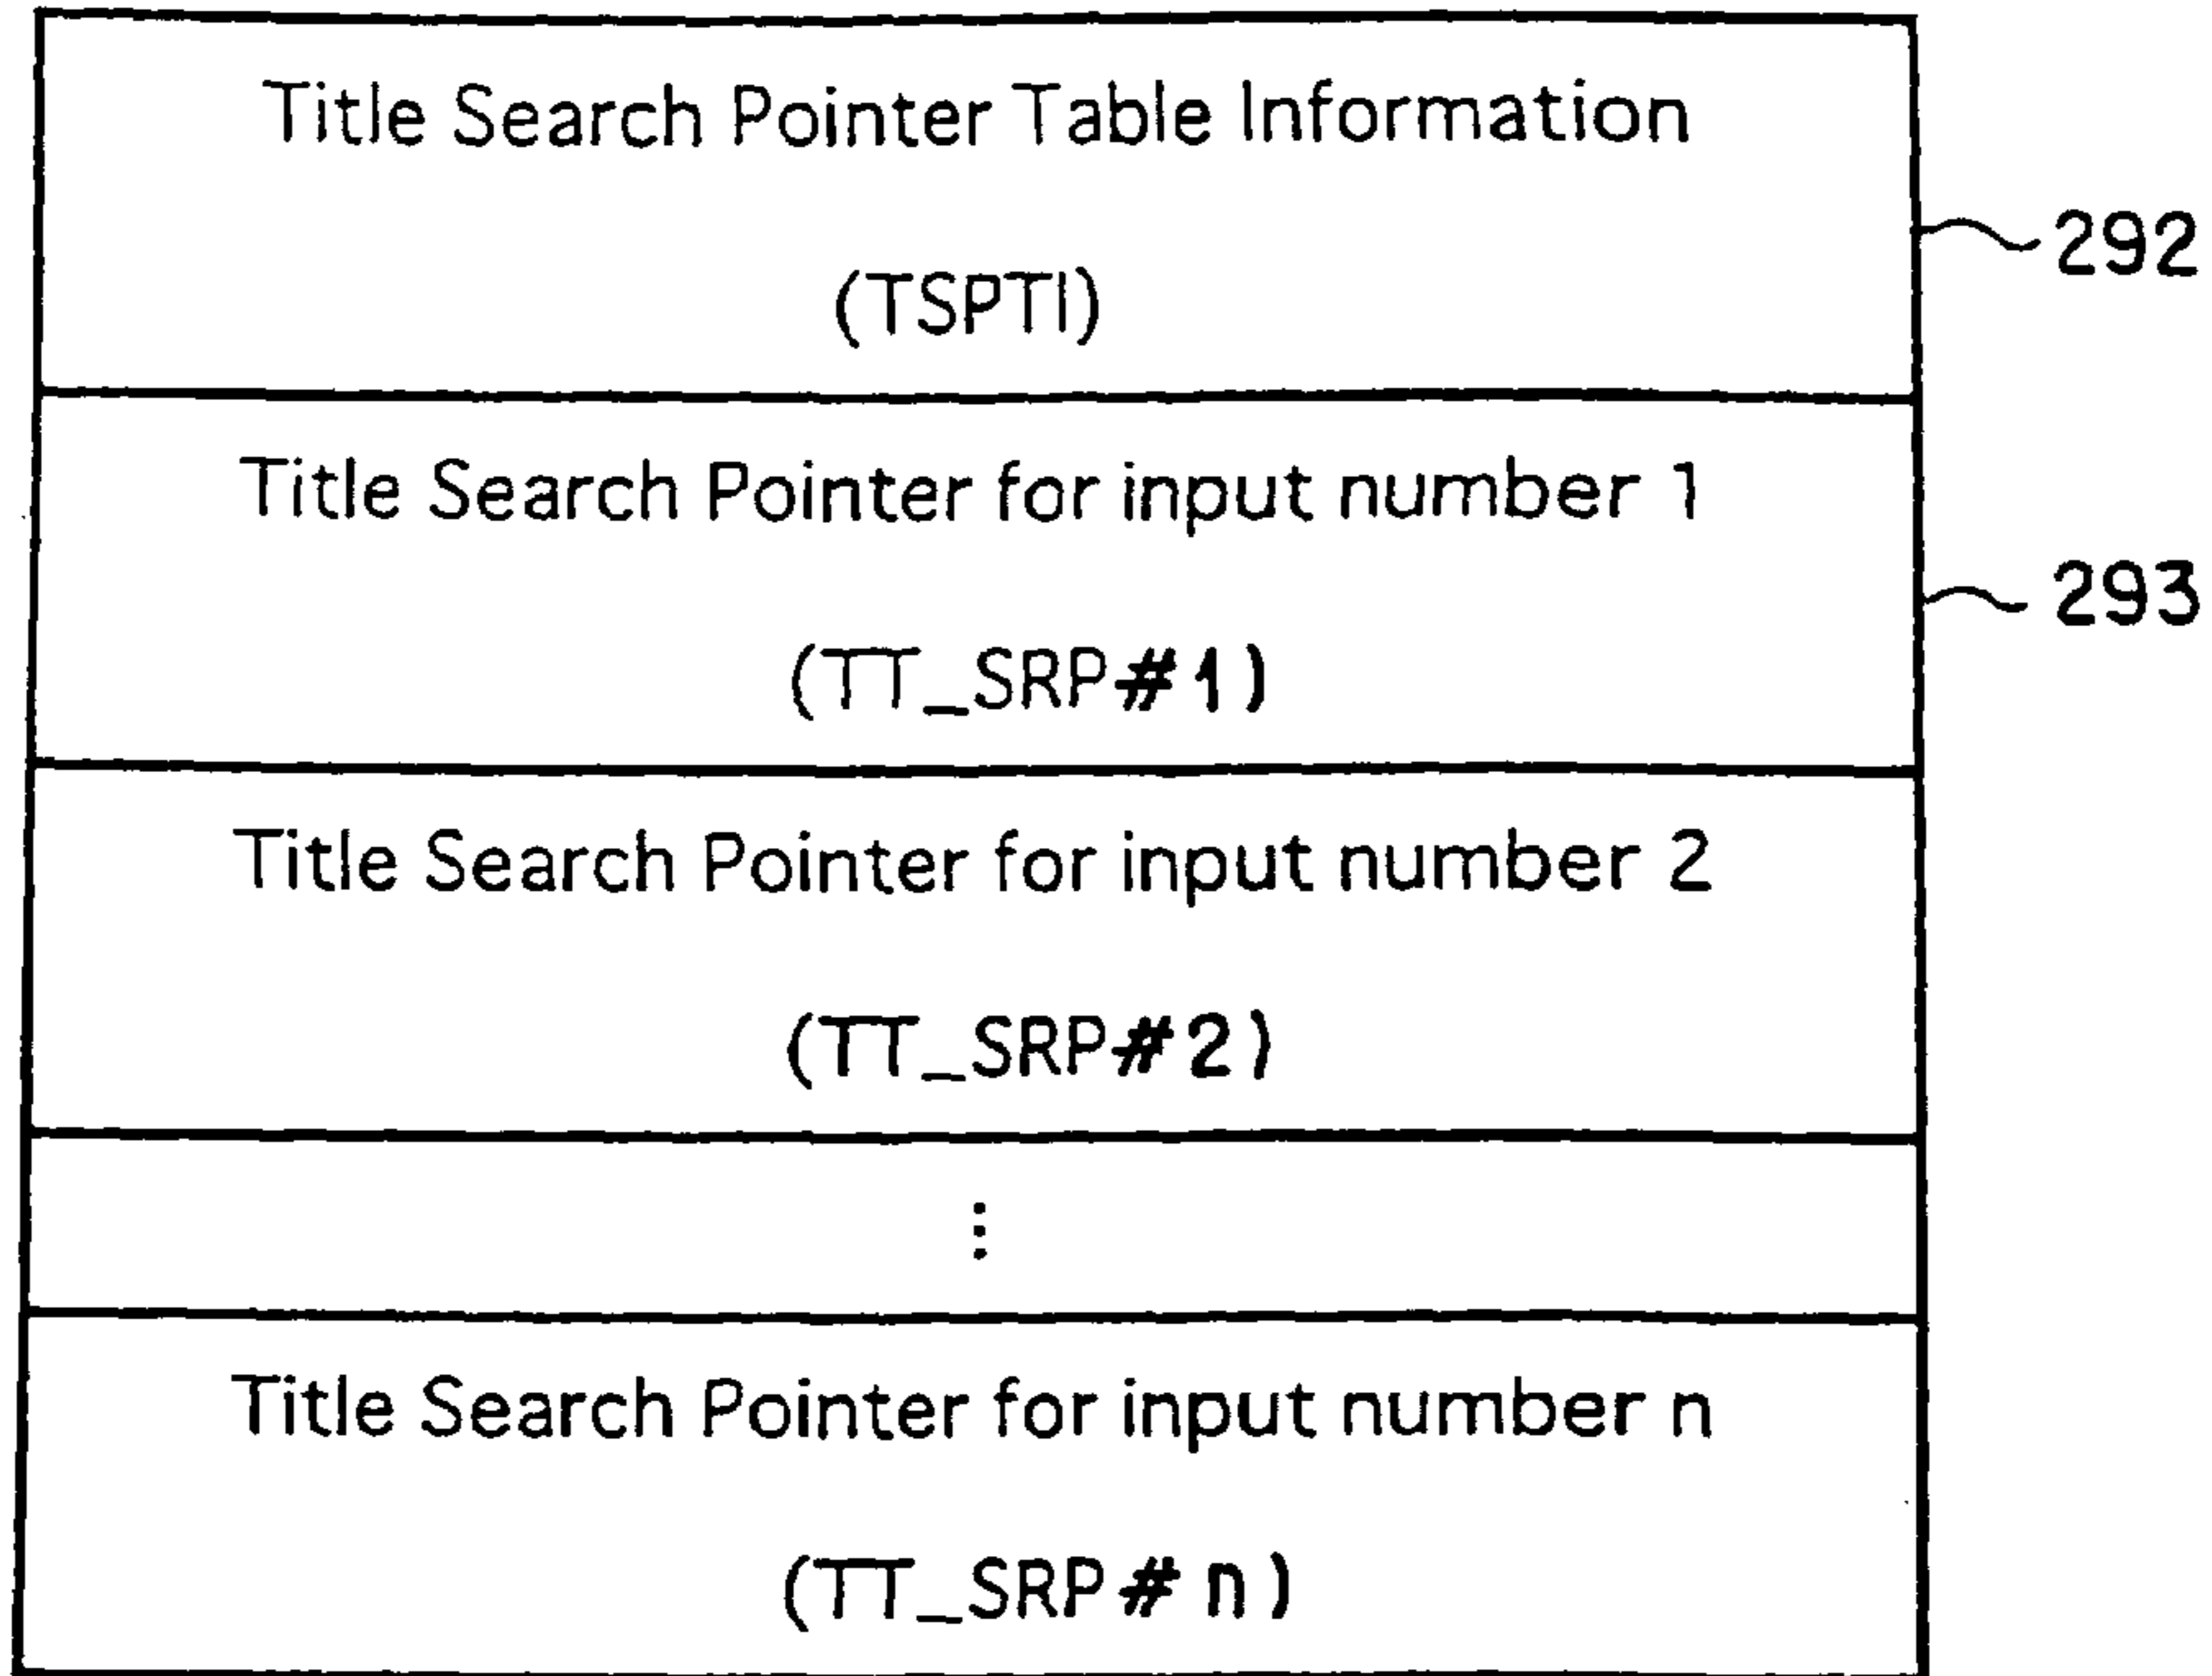 Title Search Pointer Table Information
292
(TSPTI)
Title Search Pointer for input number 1
293
(TT_SRP#1)
Title Search Pointer for input number 2
(TT_SRP#2)
⋮
Title Search Pointer for input number n
(TT_SRP#n)